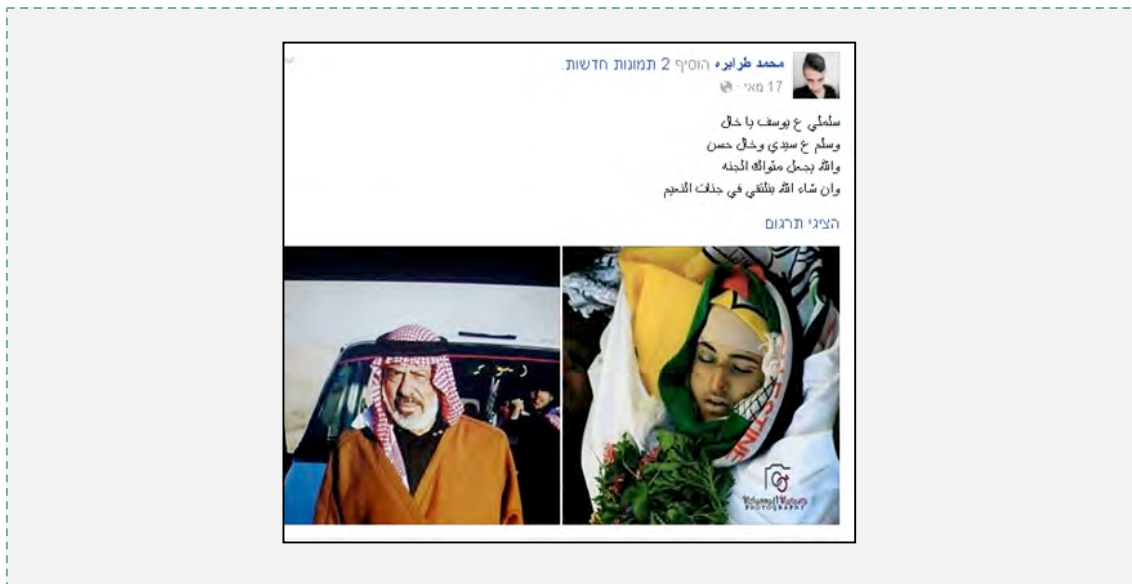 محمد طرايره הוסיף 2 תמונות חדשות.
17 מאי
سلملي ع يوسف يا خال
وسلم ع سيدي وخال حسن
والله يجعل مثواك الجنه
وان شاء الله بنلتقي في جنات النعيم
הציגי תרגום
PHOTOGRAPHY